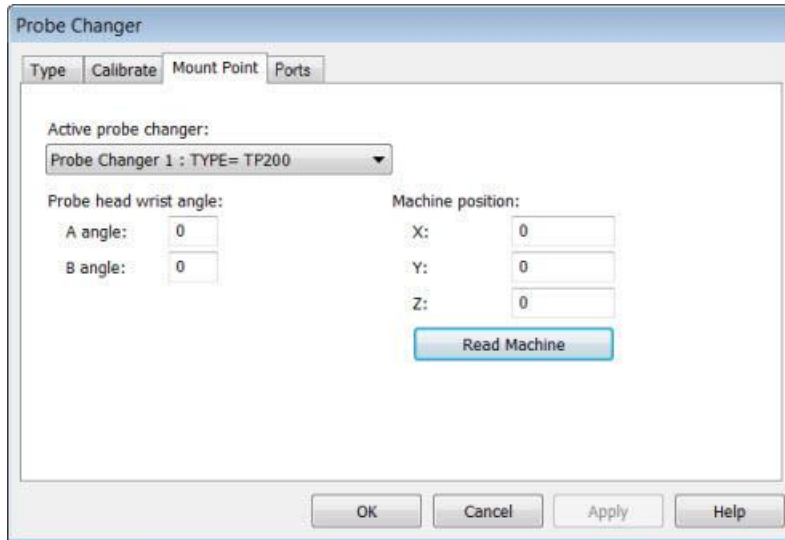 Probe Changer
Type Calibrate Mount Point Ports
Active probe changer:
Probe Changer 1 : TYPE= TP200
Probe head wrist angle: Machine position:
A angle: 0 X: 0
B angle: 0 Y: 0
Z: 0
Read Machine
OK Cancel Apply Help